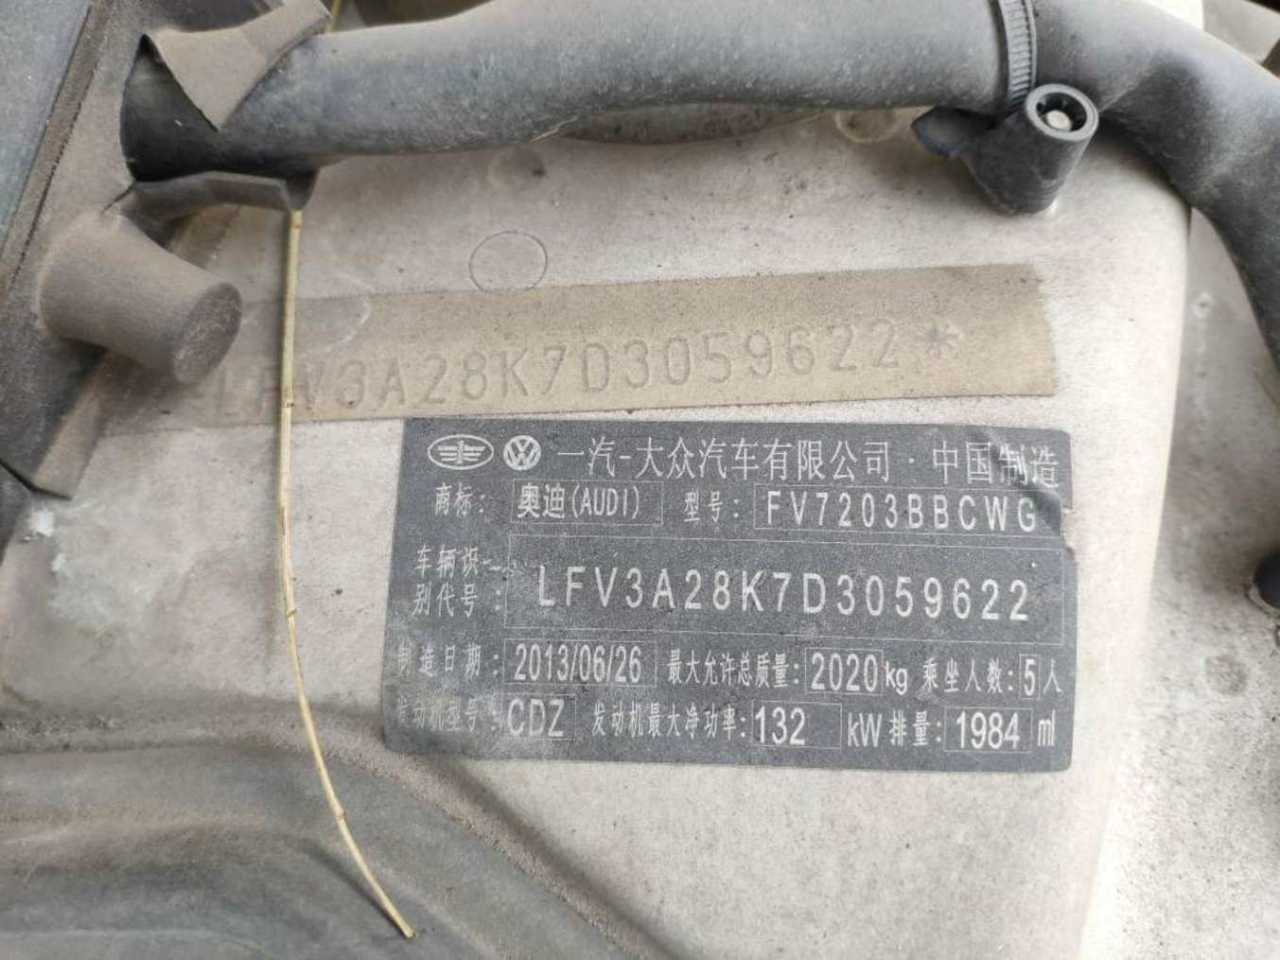 LFV3A28K7D3059622*
一汽-大众汽车有限公司·中国制造
商标: 奥迪(AUDI) 型号: FV7203BBCWG
车辆识
别代号: LFV3A28K7D3059622
制造日期: 2013/06/26 最大允许总质量: 2020kg 乘坐人数: 5人
发动机型号: CDZ 发动机最大净功率: 132 kW 排量: 1984 ml